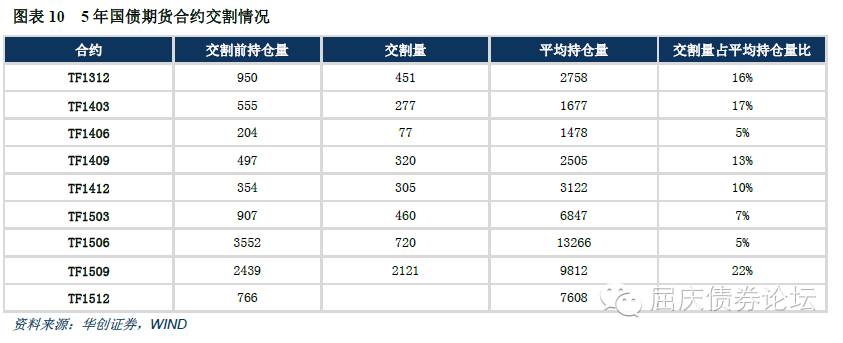 图表 10 5 年国债期货合约交割情况
合约 交割前持仓量 交割量 平均持仓量 交割量占平均持仓量比
TF1312 950 451 2758 16%
TF1403 555 277 1677 17%
TF1406 204 77 1478 5%
TF1409 497 320 2505 13%
TF1412 354 305 3122 10%
TF1503 907 460 6847 7%
TF1506 3552 720 13266 5%
TF1509 2439 2121 9812 22%
TF1512 766 7608
屈庆债券论坛
资料来源：华创证券，WIND